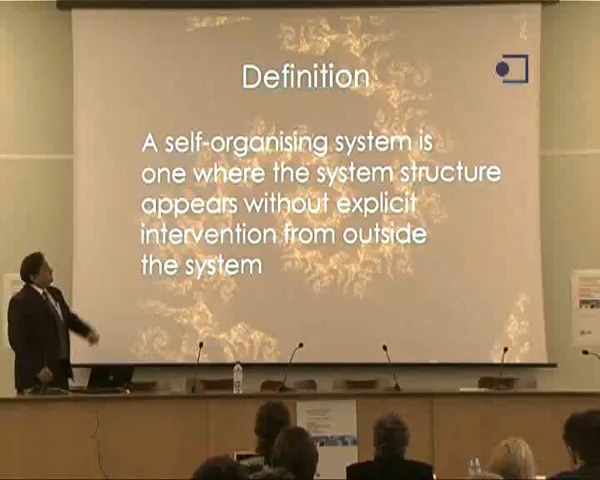 Definition
A self-organising system is
one where the system structure
appears without explicit
intervention from outside
the system